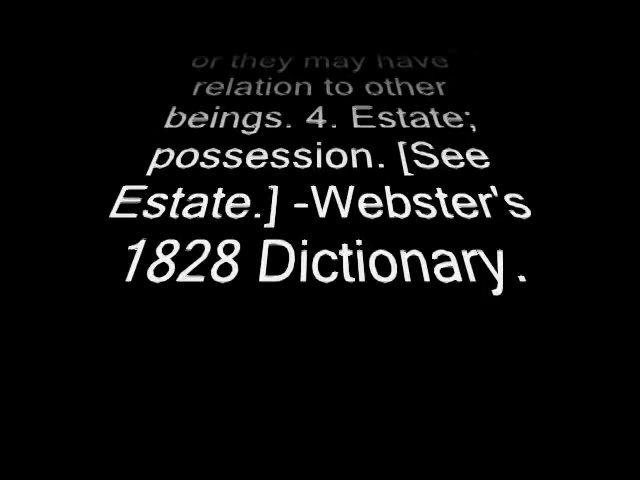 or they may have
relation to other
beings. 4. Estate;
possession. [See
Estate.] -Webster's
1828 Dictionary.